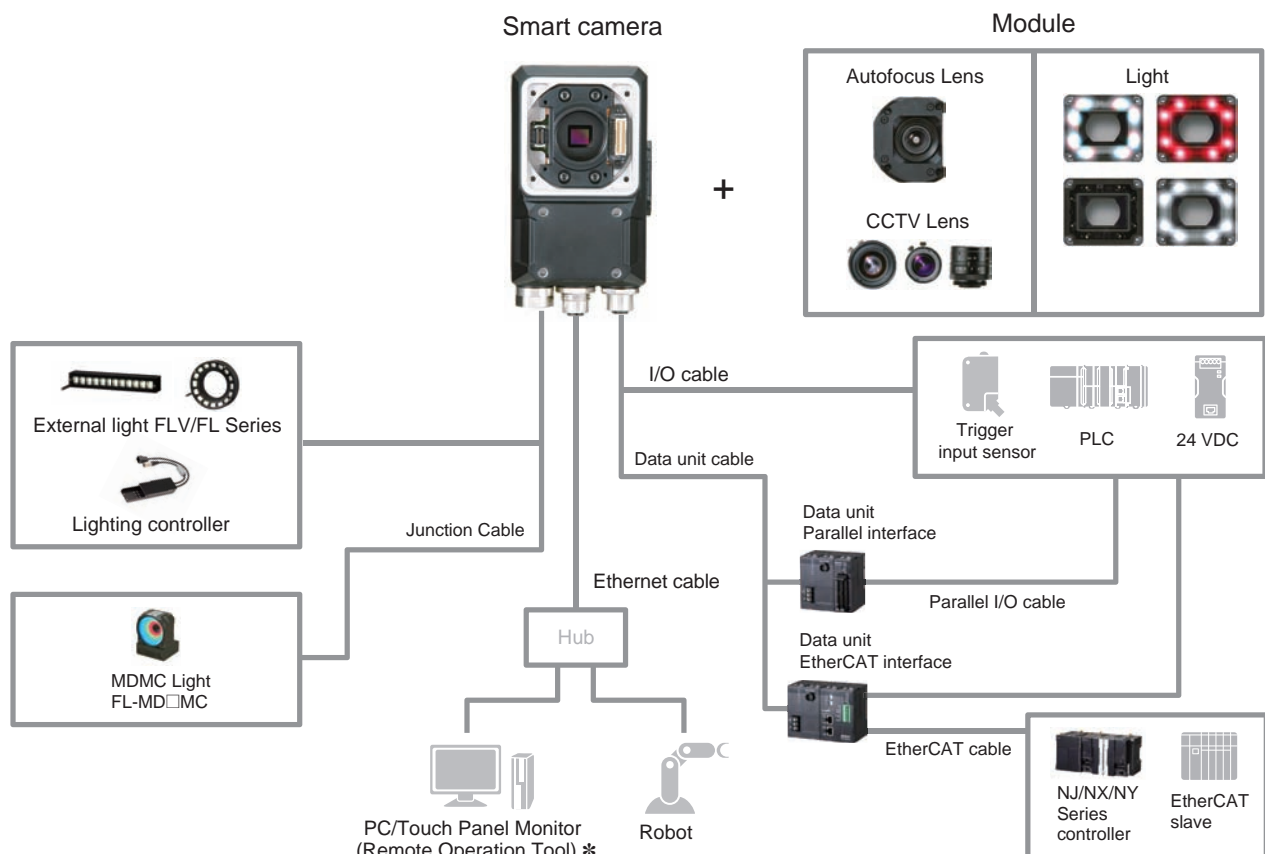 Smart camera
Module
Autofocus Lens
Light
+
CCTV Lens
External light FLV/FL Series
Lighting controller
I/O cable
Trigger
input sensor
PLC
24 VDC
Data unit cable
Junction Cable
Data unit
Parallel interface
Ethernet cable
Parallel I/O cable
Hub
MDMC Light
FL-MD□MC
Data unit
EtherCAT interface
EtherCAT cable
NJ/NX/NY
Series
controller
EtherCAT
slave
PC/Touch Panel Monitor
(Remote Operation Tool) ✽
Robot